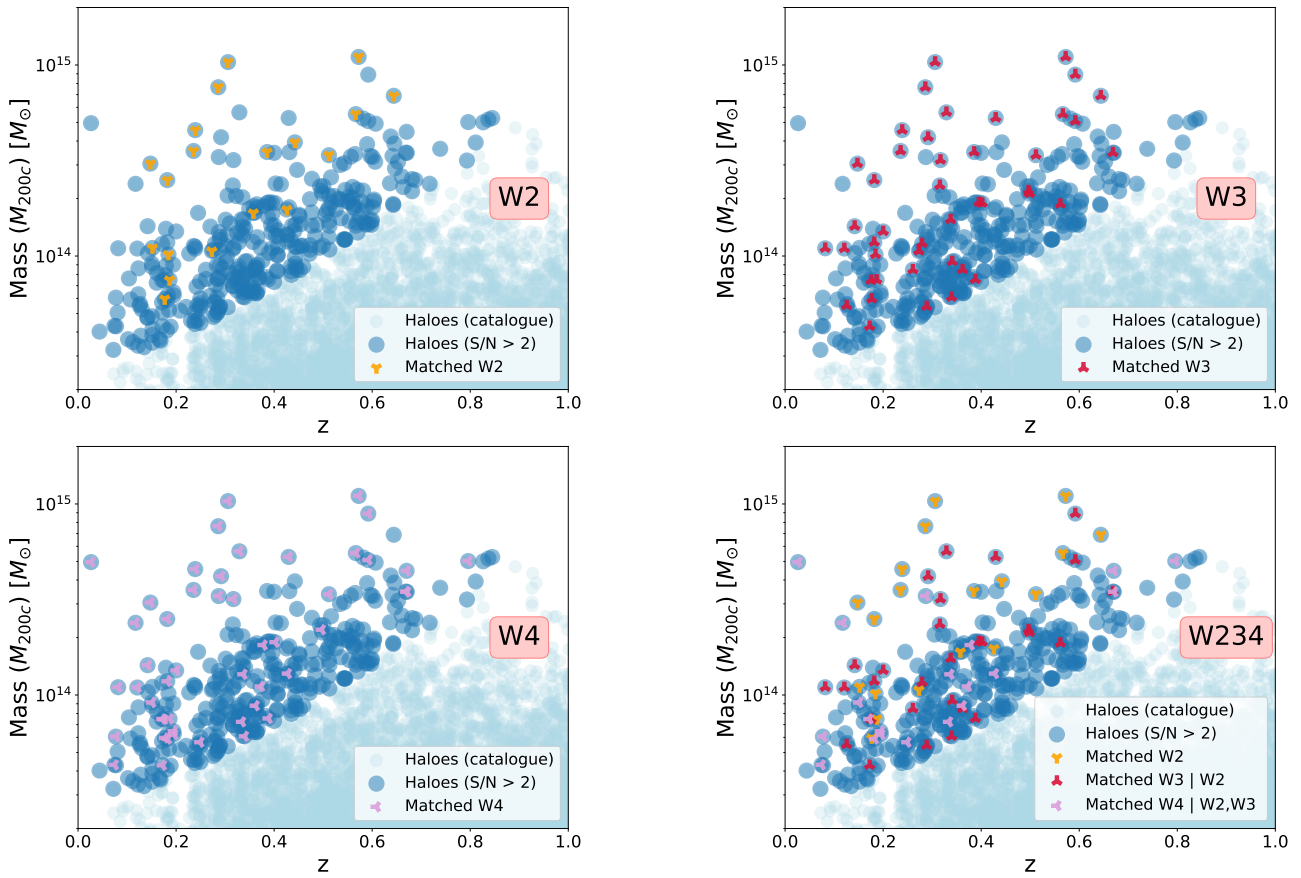 10^15
10^14
Mass (M_200c) [M_⊙]
W2
Haloes (catalogue)
Haloes (S/N > 2)
Matched W2
0.0 0.2 0.4 0.6 0.8 1.0
z
10^15
10^14
Mass (M_200c) [M_⊙]
W3
Haloes (catalogue)
Haloes (S/N > 2)
Matched W3
0.0 0.2 0.4 0.6 0.8 1.0
z
10^15
10^14
Mass (M_200c) [M_⊙]
W4
Haloes (catalogue)
Haloes (S/N > 2)
Matched W4
0.0 0.2 0.4 0.6 0.8 1.0
z
10^15
10^14
Mass (M_200c) [M_⊙]
W234
Haloes (catalogue)
Haloes (S/N > 2)
Matched W2
Matched W3 | W2
Matched W4 | W2,W3
0.0 0.2 0.4 0.6 0.8 1.0
z